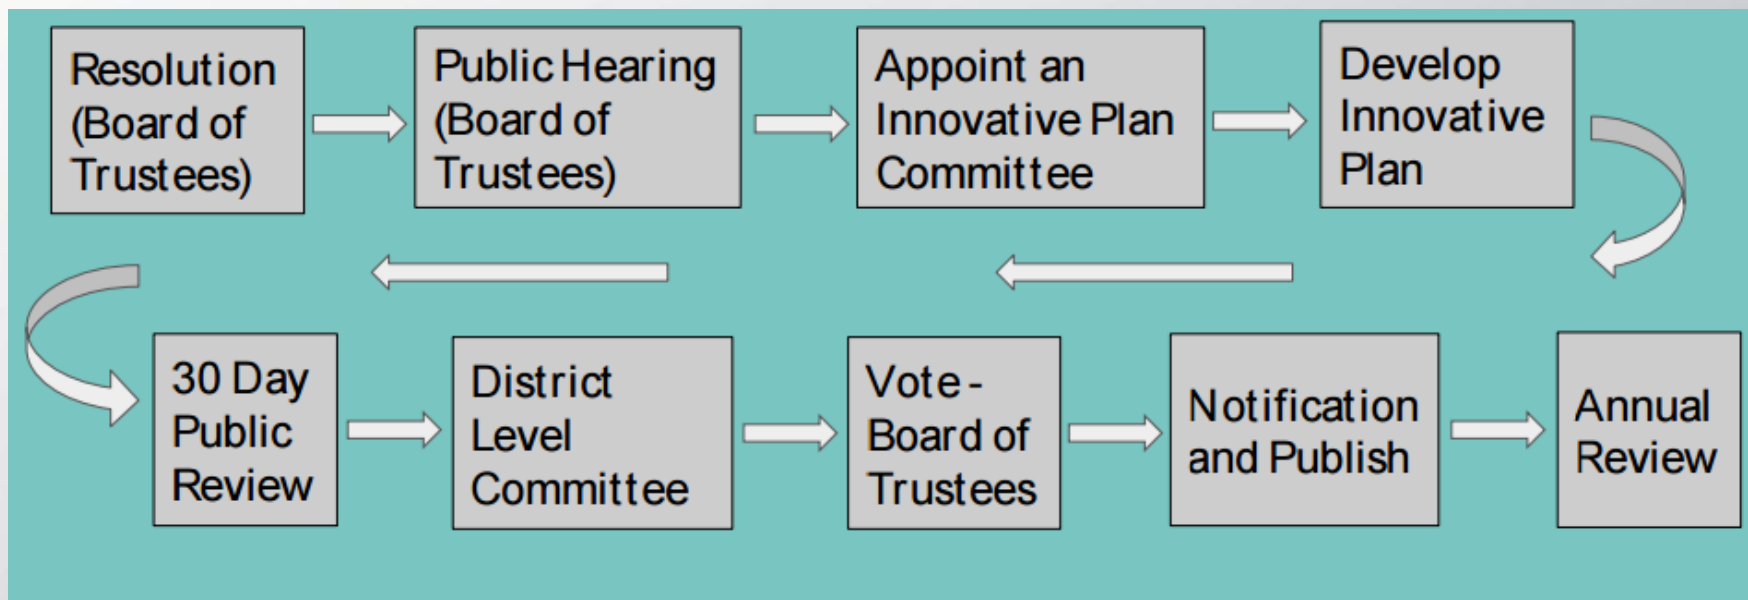 Resolution
(Board of
Trustees)
Public Hearing
(Board of
Trustees)
Appoint an
Innovative Plan
Committee
Develop
Innovative
Plan
30 Day
Public
Review
District
Level
Committee
Vote -
Board of
Trustees
Notification
and Publish
Annual
Review